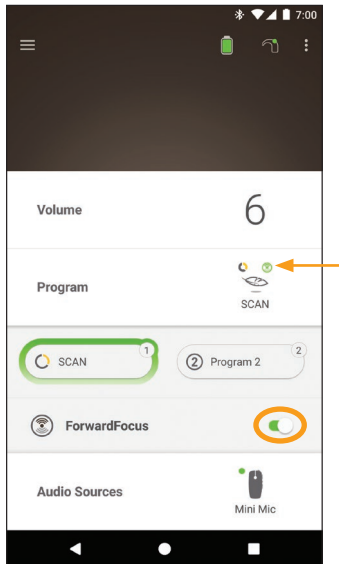 7:00
Volume 6
Program
SCAN
SCAN 1
2 Program 2 2
ForwardFocus
Audio Sources
Mini Mic